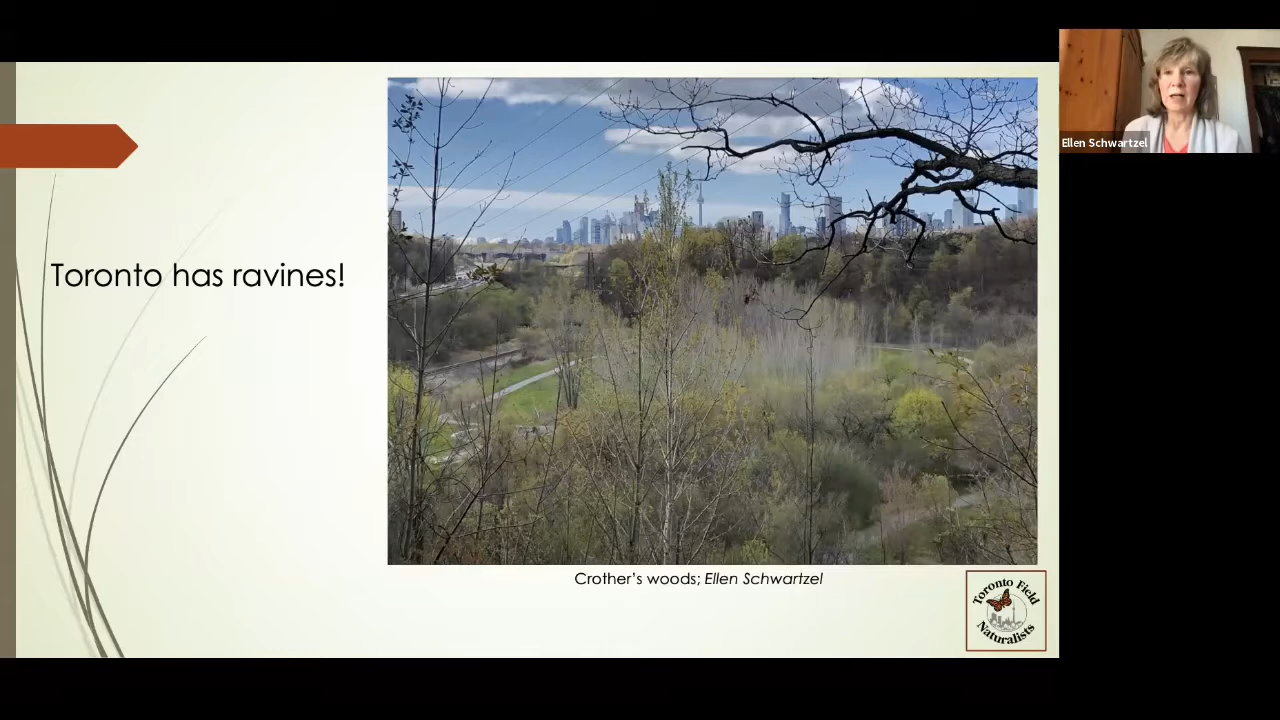 Ellen Schwartzel
Toronto has ravines!
Crother's woods; Ellen Schwartzel
Toronto Field
Naturalists